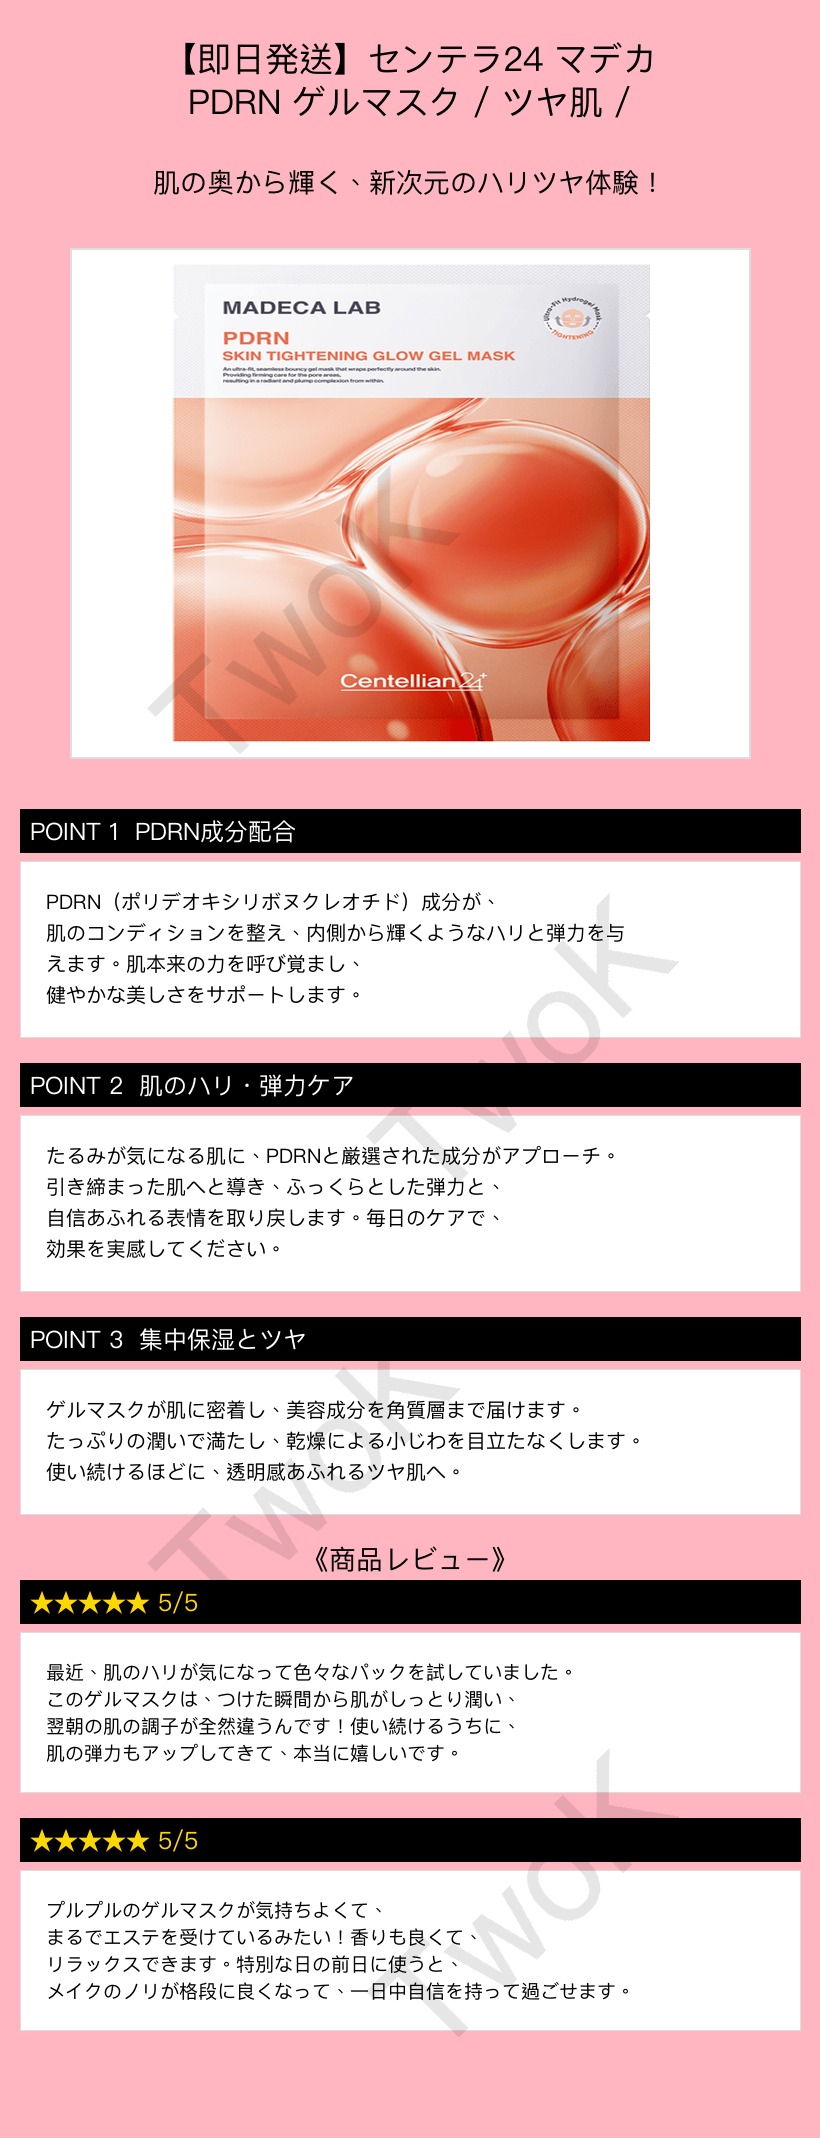 【即日発送】センテラ24 マデカ
PDRN ゲルマスク / ツヤ肌 /
肌の奥から輝く、新次元のハリツヤ体験！
MADECA LAB
PDRN
SKIN TIGHTENING GLOW GEL MASK
An ultra-fit, seamless bouncy gel mask that wraps perfectly around the skin.
Providing firming care for the pore areas,
resulting in a radiant and plump complexion from within.
Ultra-Fit Hydrogel Mask
TIGHTENING
Centellian24+
TwoK
POINT 1 PDRN成分配合
PDRN（ポリデオキシリボヌクレオチド）成分が、
肌のコンディションを整え、内側から輝くようなハリと弾力を与
えます。肌本来の力を呼び覚まし、
健やかな美しさをサポートします。
TwoK
POINT 2 肌のハリ・弾力ケア
たるみが気になる肌に、PDRNと厳選された成分がアプローチ。
引き締まった肌へと導き、ふっくらとした弾力と、
自信あふれる表情を取り戻します。毎日のケアで、
効果を実感してください。
POINT 3 集中保湿とツヤ
ゲルマスクが肌に密着し、美容成分を角質層まで届けます。
たっぷりの潤いで満たし、乾燥による小じわを目立たなくします。
使い続けるほどに、透明感あふれるツヤ肌へ。
TwoK
《商品レビュー》
★★★★★ 5/5
最近、肌のハリが気になって色々なパックを試していました。
このゲルマスクは、つけた瞬間から肌がしっとり潤い、
翌朝の肌の調子が全然違うんです！使い続けるうちに、
肌の弾力もアップしてきて、本当に嬉しいです。
★★★★★ 5/5
プルプルのゲルマスクが気持ちよくて、
まるでエステを受けているみたい！香りも良くて、
リラックスできます。特別な日の前日に使うと、
メイクのノリが格段に良くなって、一日中自信を持って過ごせます。
TwoK